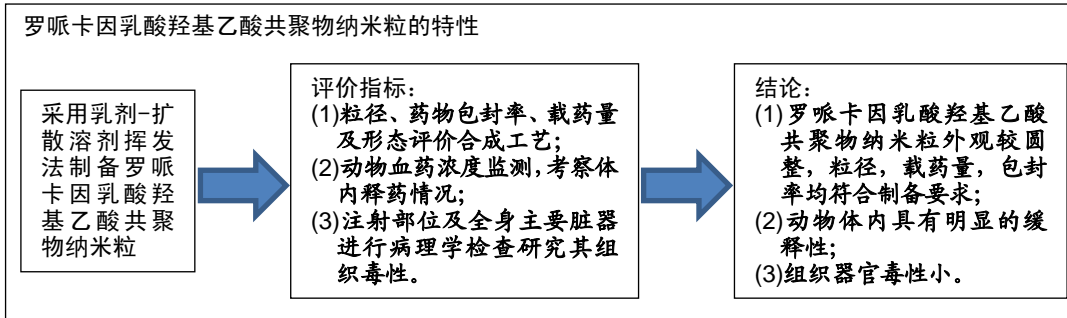 罗哌卡因乳酸羟基乙酸共聚物纳米粒的特性
采用乳剂-扩
散溶剂挥发
法制备罗哌
卡因乳酸羟
基乙酸共聚
物纳米粒
评价指标：
(1)粒径、药物包封率、载药量
及形态评价合成工艺；
(2)动物血药浓度监测，考察体
内释药情况；
(3)注射部位及全身主要脏器
进行病理学检查研究其组
织毒性。
结论：
(1)罗哌卡因乳酸羟基乙酸
共聚物纳米粒外观较圆
整，粒径，载药量，包封
率均符合制备要求；
(2)动物体内具有明显的缓
释性；
(3)组织器官毒性小。